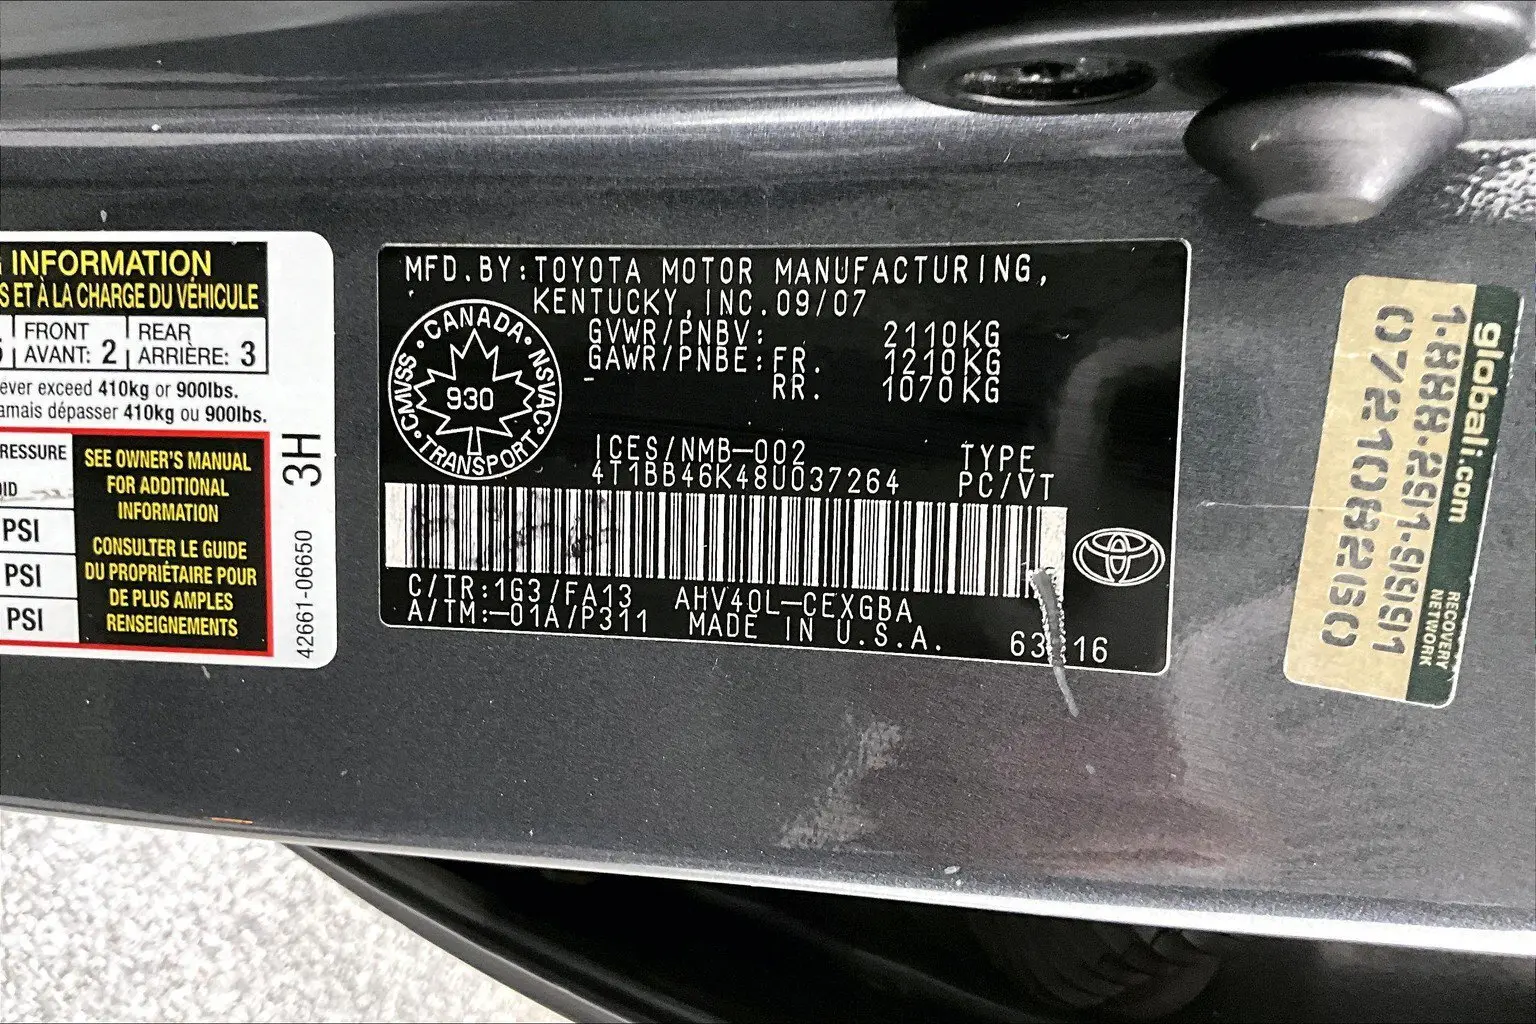 INFORMATION
S ET À LA CHARGE DU VÉHICULE
FRONT
AVANT: 2
REAR
ARRIÈRE: 3
ever exceed 410kg or 900lbs.
amais dépasser 410kg ou 900lbs.
RESSURE
PSI
PSI
PSI
SEE OWNER'S MANUAL
FOR ADDITIONAL
INFORMATION
CONSULTER LE GUIDE
DU PROPRIÉTAIRE POUR
DE PLUS AMPLES
RENSEIGNEMENTS
3H
42661-06650
MFD.BY:TOYOTA MOTOR MANUFACTURING,
KENTUCKY,INC.09/07
GVWR/PNBV: 2110KG
GAWR/PNBE:FR. 1210KG
RR. 1070KG
CANADA • NSVAC • TRANSPORT • CMVSS •
930
ICES/NMB-002 TYPE
4T1BB46K48U037264 PC/VT
C/TR:1G3/FA13 AHV40L-CEXGBA
A/TM:-01A/P311 MADE IN U.S.A.
16
globali.com
RECOVERY
NETWORK
1.888.291.9991
072108260